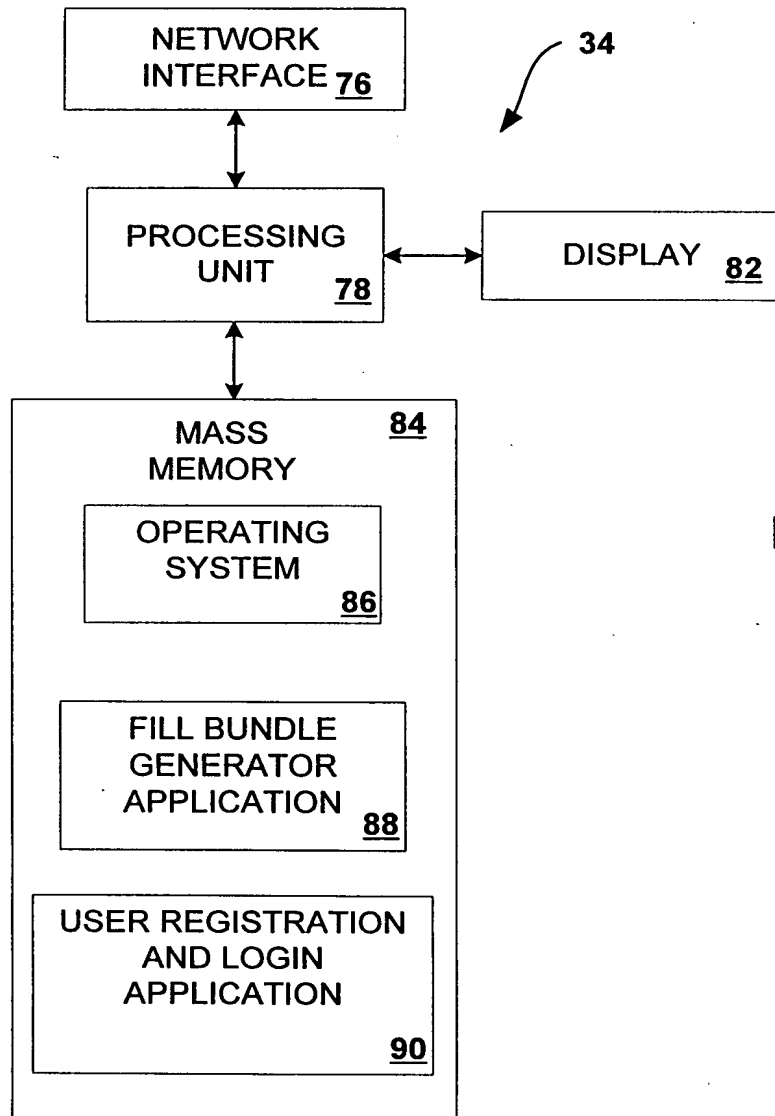 NETWORK
INTERFACE 76
34
PROCESSING
UNIT
78
DISPLAY 82
MASS
MEMORY
84
OPERATING
SYSTEM
86
FILL BUNDLE
GENERATOR
APPLICATION
88
USER REGISTRATION
AND LOGIN
APPLICATION
90